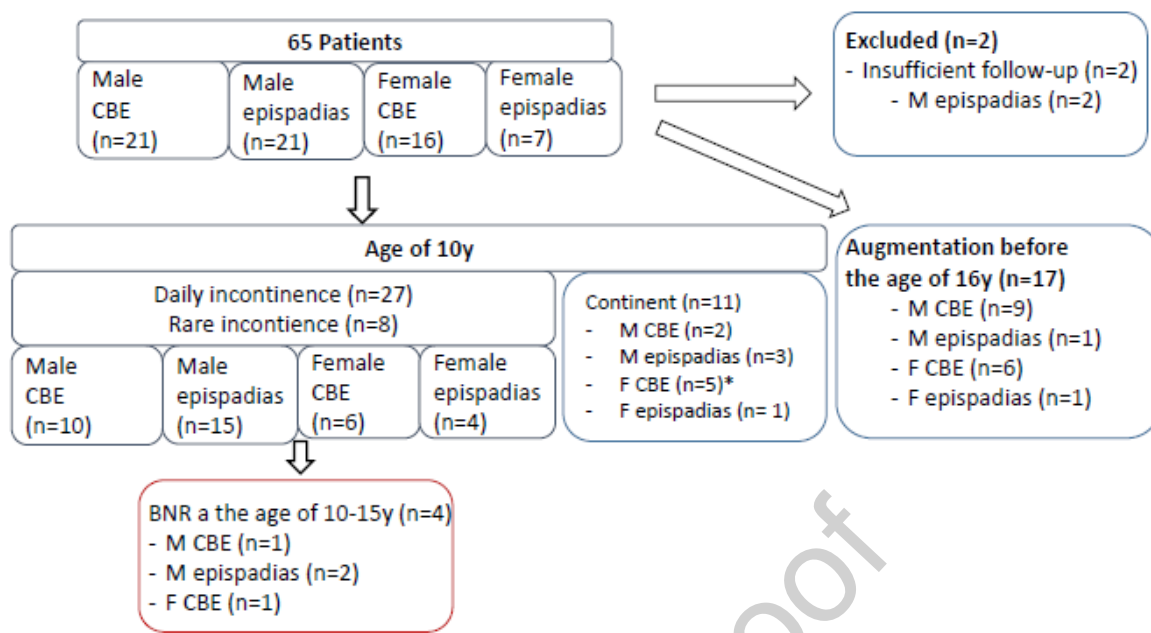 65 Patients
Male
CBE
(n=21)
Male
epispadias
(n=21)
Female
CBE
(n=16)
Female
epispadias
(n=7)
Excluded (n=2)
- Insufficient follow-up (n=2)
- M epispadias (n=2)
Age of 10y
Daily incontinence (n=27)
Rare incontience (n=8)
Male
CBE
(n=10)
Male
epispadias
(n=15)
Female
CBE
(n=6)
Female
epispadias
(n=4)
Continent (n=11)
- M CBE (n=2)
- M epispadias (n=3)
- F CBE (n=5)*
- F epispadias (n= 1)
Augmentation before
the age of 16y (n=17)
- M CBE (n=9)
- M epispadias (n=1)
- F CBE (n=6)
- F epispadias (n=1)
BNR a the age of 10-15y (n=4)
- M CBE (n=1)
- M epispadias (n=2)
- F CBE (n=1)
oof